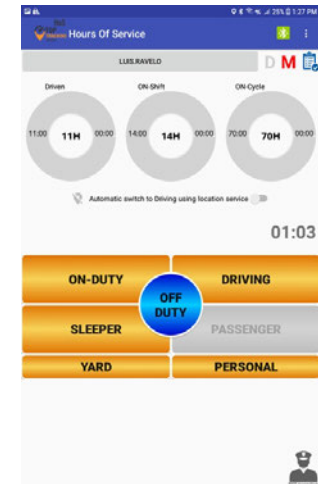 25% 1:27 PM
Hours Of Service
LUIS.RAVELO D M
Driven ON-Shift ON-Cycle
11:00 11H 00:00 14:00 14H 00:00 70:00 70H 00:00
Automatic switch to Driving using location service
01:03
ON-DUTY DRIVING
OFF DUTY
SLEEPER PASSENGER
YARD PERSONAL